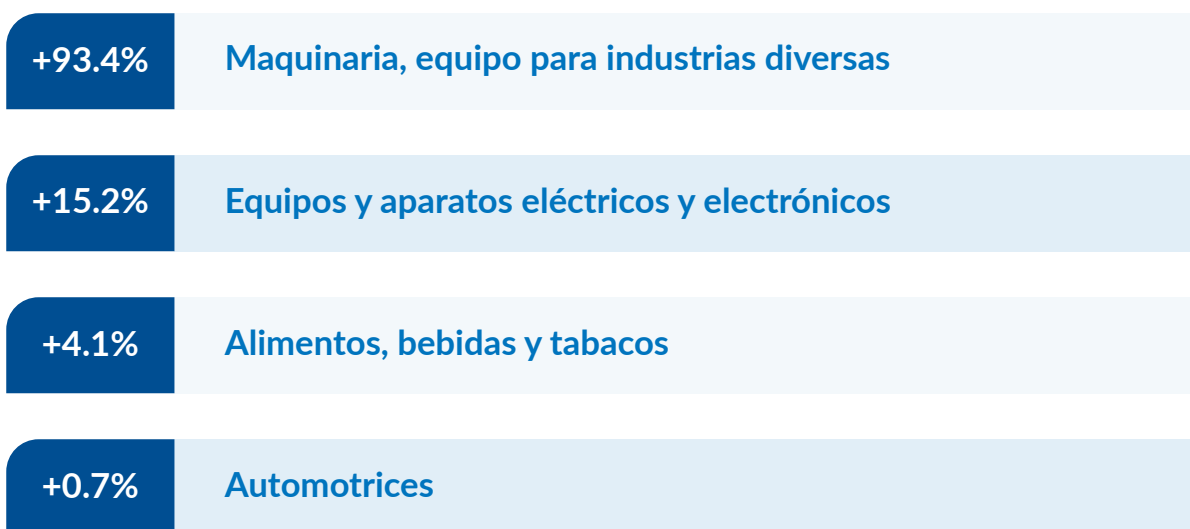 +93.4% Maquinaria, equipo para industrias diversas
+15.2% Equipos y aparatos eléctricos y electrónicos
+4.1% Alimentos, bebidas y tabacos
+0.7% Automotrices